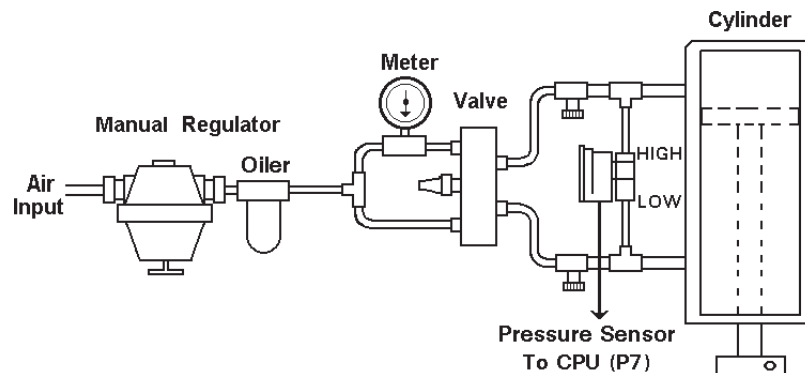 Cylinder
Meter
Valve
Manual Regulator
Oiler
HIGH
Air
Input
LOW
Pressure Sensor
To CPU (P7)